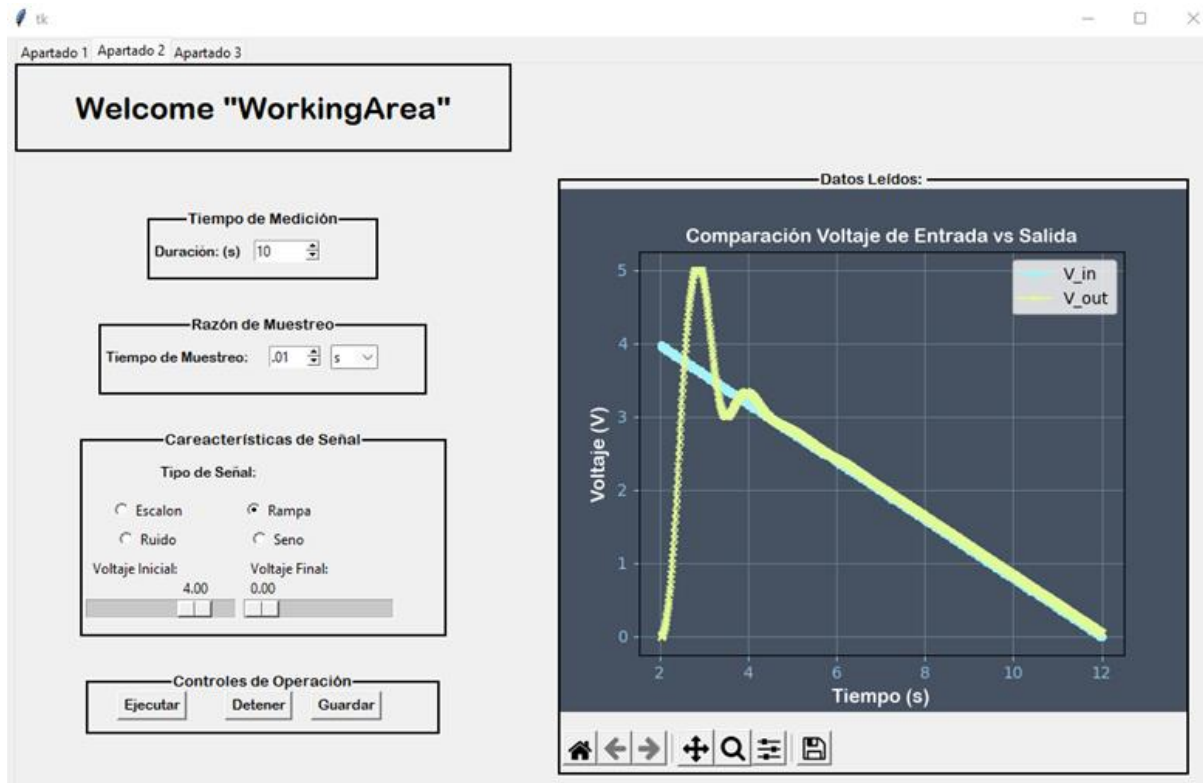 tk
Apartado 1 Apartado 2 Apartado 3
Welcome "WorkingArea"
Tiempo de Medición
Duración: (s) 10
Razón de Muestreo
Tiempo de Muestreo: .01 s
Careacterísticas de Señal
Tipo de Señal:
Escalon Rampa
Ruido Seno
Voltaje Inicial: Voltaje Final:
4.00 0.00
Controles de Operación
Ejecutar Detener Guardar
Datos Leídos:
Comparación Voltaje de Entrada vs Salida
V_in
V_out
5
4
3
2
1
0
Voltaje (V)
2 4 6 8 10 12
Tiempo (s)